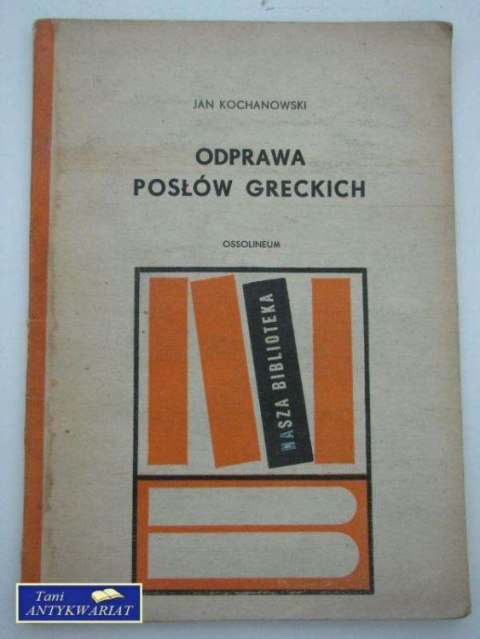 JAN KOCHANOWSKI
ODPRAWA
POSŁÓW GRECKICH
OSSOLINEUM
NASZA BIBLIOTEKA
Tani
ANTYKWARIAT